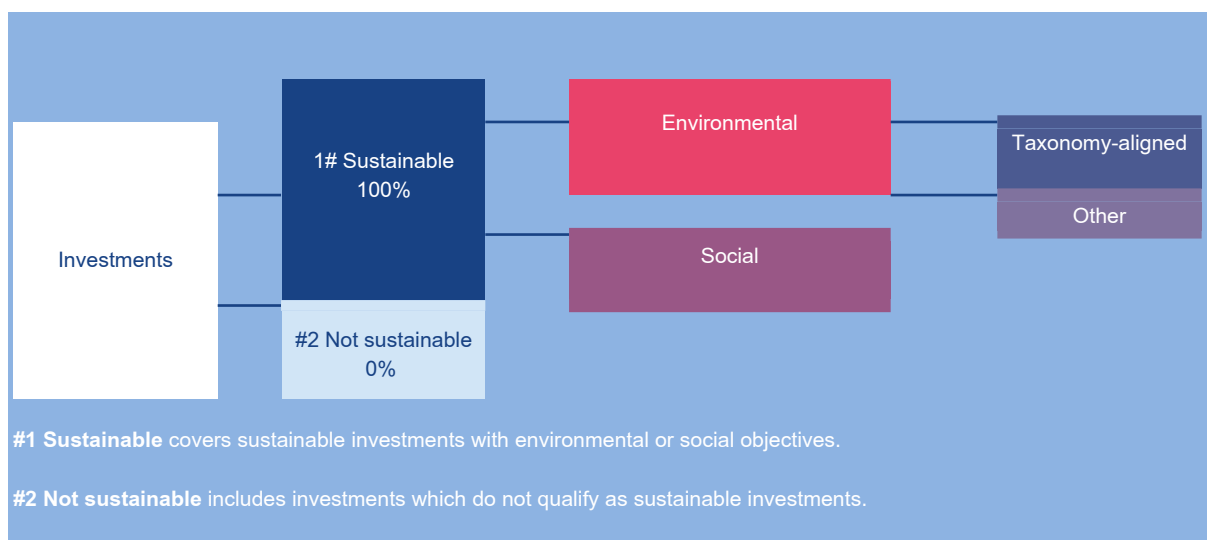 Investments
1# Sustainable
100%
#2 Not sustainable
0%
Environmental
Social
Taxonomy-aligned
Other
#1 Sustainable covers sustainable investments with environmental or social objectives.
#2 Not sustainable includes investments which do not qualify as sustainable investments.